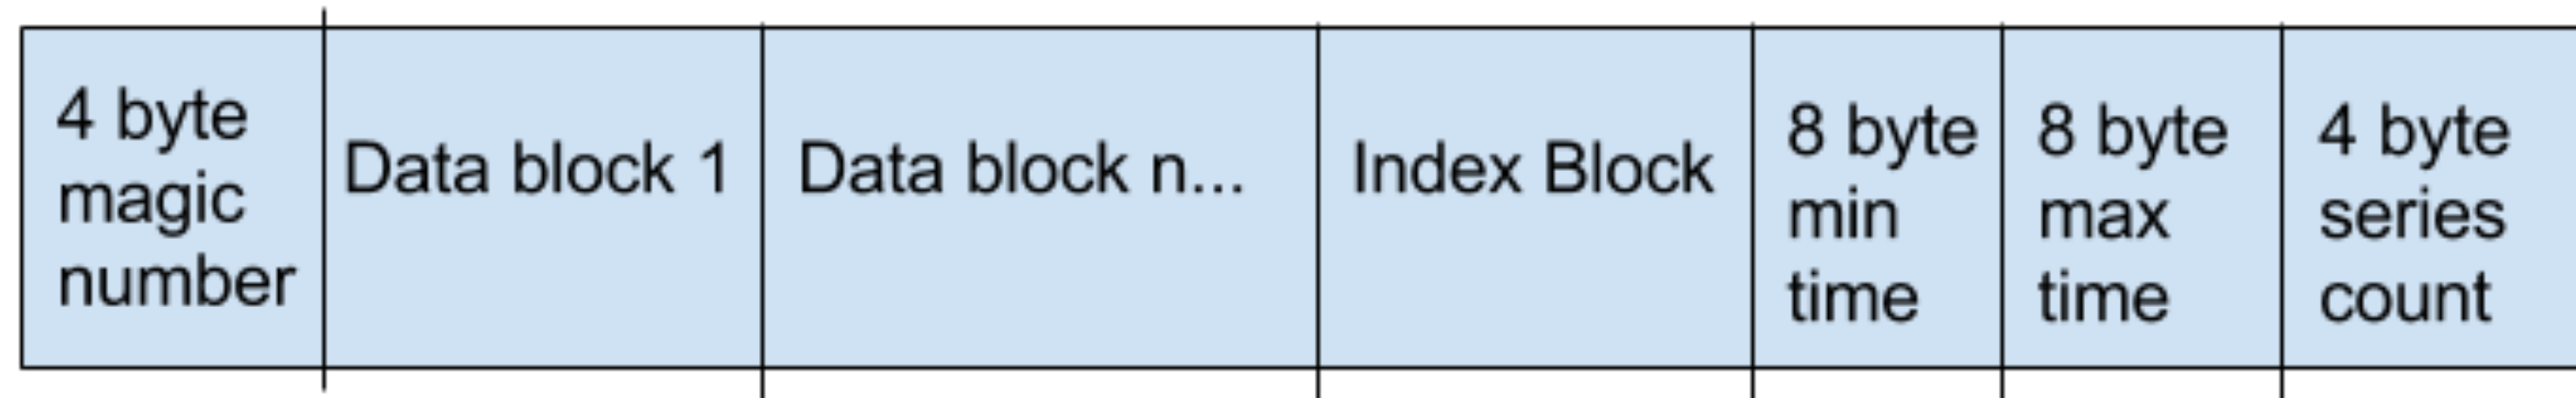 4 byte
magic
number
Data block 1
Data block n...
Index Block
8 byte
min
time
8 byte
max
time
4 byte
series
count